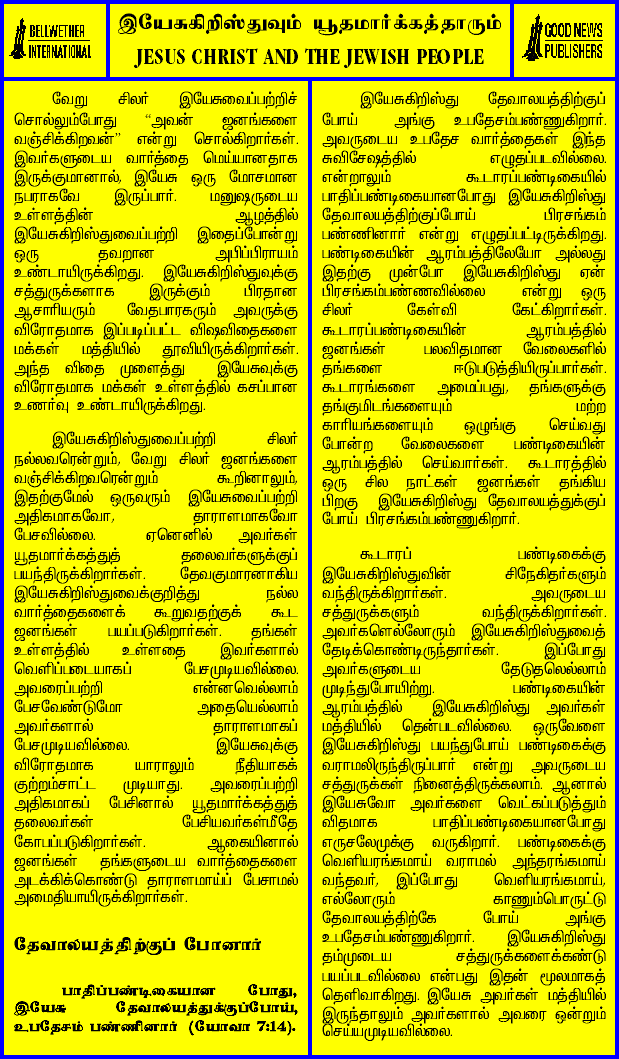 BELLWETHER
INTERNATIONAL
இயேசுகிறிஸ்துவும் யூதமார்க்கத்தாரும்
JESUS CHRIST AND THE JEWISH PEOPLE
GOOD NEWS
PUBLISHERS
வேறு சிலர் இயேசுவைப்பற்றிச்
சொல்லும்போது “அவன் ஜனங்களை
வஞ்சிக்கிறவன்” என்று சொல்கிறார்கள்.
இவர்களுடைய வார்த்தை மெய்யானதாக
இருக்குமானால், இயேசு ஒரு மோசமான
நபராகவே இருப்பார். மனுஷருடைய
உள்ளத்தின் ஆழத்தில்
இயேசுகிறிஸ்துவைப்பற்றி இதைப்போன்று
ஒரு தவறான அபிப்பிராயம்
உண்டாயிருக்கிறது. இயேசுகிறிஸ்துவுக்கு
சத்துருக்களாக இருக்கும் பிரதான
ஆசாரியரும் வேதபாரகரும் அவருக்கு
விரோதமாக இப்படிப்பட்ட விஷவிதைகளை
மக்கள் மத்தியில் தூவியிருக்கிறார்கள்.
அந்த விதை முளைத்து இயேசுவுக்கு
விரோதமாக மக்கள் உள்ளத்தில் கசப்பான
உணர்வு உண்டாயிருக்கிறது.
இயேசுகிறிஸ்துவைப்பற்றி சிலர்
நல்லவரென்றும், வேறு சிலர் ஜனங்களை
வஞ்சிக்கிறவரென்றும் கூறினாலும்,
இதற்குமேல் ஒருவரும் இயேசுவைப்பற்றி
அதிகமாகவோ, தாராளமாகவோ
பேசவில்லை. ஏனெனில் அவர்கள்
யூதமார்க்கத்துத் தலைவர்களுக்குப்
பயந்திருக்கிறார்கள். தேவகுமாரனாகிய
இயேசுகிறிஸ்துவைக்குறித்து நல்ல
வார்த்தைகளைக் கூறுவதற்குக் கூட
ஜனங்கள் பயப்படுகிறார்கள். தங்கள்
உள்ளத்தில் உள்ளதை இவர்களால்
வெளிப்படையாகப் பேசமுடியவில்லை.
அவரைப்பற்றி என்னவெல்லாம்
பேசவேண்டுமோ அதையெல்லாம்
அவர்களால் தாராளமாகப்
பேசமுடியவில்லை. இயேசுவுக்கு
விரோதமாக யாராலும் நீதியாகக்
குற்றம்சாட்ட முடியாது. அவரைப்பற்றி
அதிகமாகப் பேசினால் யூதமார்க்கத்துத்
தலைவர்கள் பேசியவர்கள்மீதே
கோபப்படுகிறார்கள். ஆகையினால்
ஜனங்கள் தங்களுடைய வார்த்தைகளை
அடக்கிக்கொண்டு தாராளமாய்ப் பேசாமல்
அமைதியாயிருக்கிறார்கள்.
தேவாலயத்திற்குப் போனார்
பாதிப்பண்டிகையான போது,
இயேசு தேவாலயத்துக்குப்போய்,
உபதேசம் பண்ணினார் (யோவா 7:14).
இயேசுகிறிஸ்து தேவாலயத்திற்குப்
போய் அங்கு உபதேசம்பண்ணுகிறார்.
அவருடைய உபதேச வார்த்தைகள் இந்த
சுவிசேஷத்தில் எழுதப்படவில்லை.
என்றாலும் கூடாரப்பண்டிகையில்
பாதிப்பண்டிகையானபோது இயேசுகிறிஸ்து
தேவாலயத்திற்குப்போய் பிரசங்கம்
பண்ணினார் என்று எழுதப்பட்டிருக்கிறது.
பண்டிகையின் ஆரம்பத்திலேயோ அல்லது
இதற்கு முன்போ இயேசுகிறிஸ்து ஏன்
பிரசங்கம்பண்ணவில்லை என்று ஒரு
சிலர் கேள்வி கேட்கிறார்கள்.
கூடாரப்பண்டிகையின் ஆரம்பத்தில்
ஜனங்கள் பலவிதமான வேலைகளில்
தங்களை ஈடுபடுத்தியிருப்பார்கள்.
கூடாரங்களை அமைப்பது, தங்களுக்கு
தங்குமிடங்களையும் மற்ற
காரியங்களையும் ஒழுங்கு செய்வது
போன்ற வேலைகளை பண்டிகையின்
ஆரம்பத்தில் செய்வார்கள். கூடாரத்தில்
ஒரு சில நாட்கள் ஜனங்கள் தங்கிய
பிறகு இயேசுகிறிஸ்து தேவாலயத்துக்குப்
போய் பிரசங்கம்பண்ணுகிறார்.
கூடாரப் பண்டிகைக்கு
இயேசுகிறிஸ்துவின் சிநேகிதர்களும்
வந்திருக்கிறார்கள். அவருடைய
சத்துருக்களும் வந்திருக்கிறார்கள்.
அவர்களெல்லோரும் இயேசுகிறிஸ்துவைத்
தேடிக்கொண்டிருந்தார்கள். இப்போது
அவர்களுடைய தேடுதலெல்லாம்
முடிந்துபோயிற்று. பண்டிகையின்
ஆரம்பத்தில் இயேசுகிறிஸ்து அவர்கள்
மத்தியில் தென்படவில்லை. ஒருவேளை
இயேசுகிறிஸ்து பயந்துபோய் பண்டிகைக்கு
வராமலிருந்திருப்பார் என்று அவருடைய
சத்துருக்கள் நினைத்திருக்கலாம். ஆனால்
இயேசுவோ அவர்களை வெட்கப்படுத்தும்
விதமாக பாதிப்பண்டிகையானபோது
எருசலேமுக்கு வருகிறார். பண்டிகைக்கு
வெளியரங்கமாய் வராமல் அந்தரங்கமாய்
வந்தவர், இப்போது வெளியரங்கமாய்,
எல்லோரும் காணும்பொருட்டு
தேவாலயத்திற்கே போய் அங்கு
உபதேசம்பண்ணுகிறார். இயேசுகிறிஸ்து
தம்முடைய சத்துருக்களைக்கண்டு
பயப்படவில்லை என்பது இதன் மூலமாகத்
தெளிவாகிறது. இயேசு அவர்கள் மத்தியில்
இருந்தாலும் அவர்களால் அவரை ஒன்றும்
செய்யமுடியவில்லை.